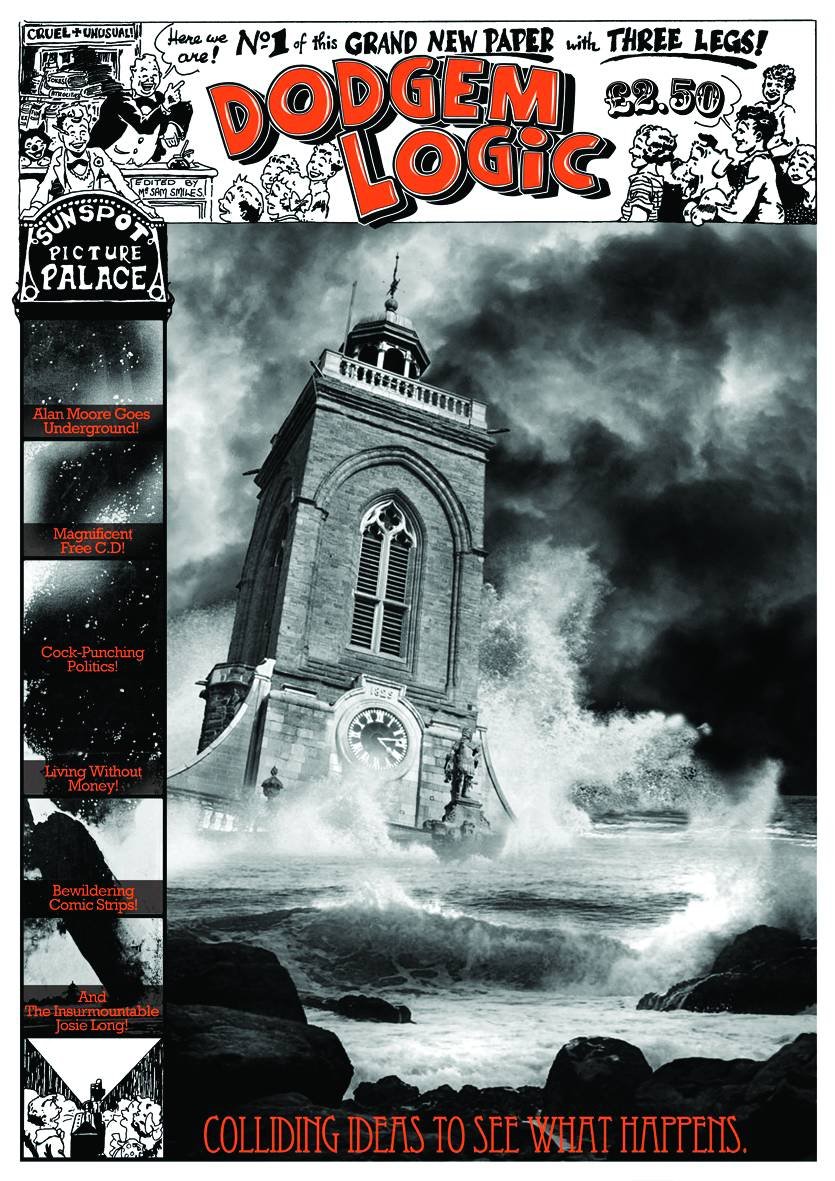 CRUEL + UNUSUAL!
Here we are!
No1 of this GRAND NEW PAPER with THREE LEGS!
DODGEM
LOGIC
£2.50
EDITED BY
MR SAM SMILES.
SUNSPOT
PICTURE
PALACE
Alan Moore Goes
Underground!
Magnificent
Free C.D!
Cock-Punching
Politics!
Living Without
Money!
Bewildering
Comic Strips!
And
The Insurmountable
Josie Long!
COLLIDING IDEAS TO SEE WHAT HAPPENS.